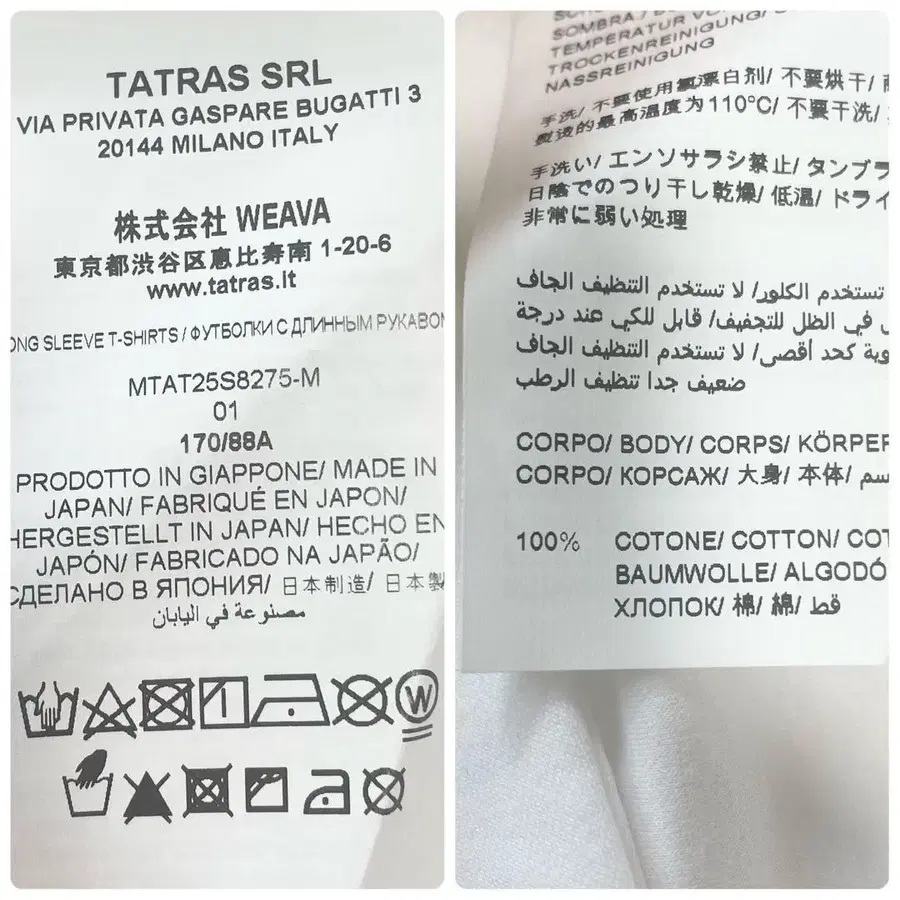 TATRAS SRL
VIA PRIVATA GASPARE BUGATTI 3
20144 MILANO ITALY
株式会社 WEAVA
東京都渋谷区恵比寿南 1-20-6
www.tatras.it
ONG SLEEVE T-SHIRTS / ФУТБОЛКИ С ДЛИННЫМ РУКАВОМ
MTAT25S8275-M
01
170/88A
PRODOTTO IN GIAPPONE/ MADE IN
JAPAN/ FABRIQUÉ EN JAPON/
HERGESTELLT IN JAPAN/ HECHO EN
JAPÓN/ FABRICADO NA JAPÃO/
СДЕЛАНО В ЯПОНИЯ/ 日本制造/ 日本製
مصنوعة في اليابان
W
SOMBRA /
TEMPERATUR VO
TROCKENREINIGUNG/
NASSREINIGUNG
手洗/ 不要使用氯漂白剂/ 不要烘干/
熨烫的最高温度为110°C/ 不要干洗/
手洗い/ エンソサラシ禁止/ タンブラ
日陰でのつり干し乾燥/ 低温/ ドライ
非常に弱い処理
تستخدم الكلور/ لا تستخدم التنظيف الجاف
في الظل للتجفيف/ قابل للكي عند درجة
وية كحد أقصى/ لا تستخدم التنظيف الجاف
ضعيف جدا تنظيف الرطب
CORPO/ BODY/ CORPS/ KÖRPER
CORPO/ КОРСАЖ/ 大身/ 本体/ سم
100% COTONE/ COTTON/ COT
BAUMWOLLE/ ALGODÓ
ХЛОПОК/ 棉/ 綿/ قط